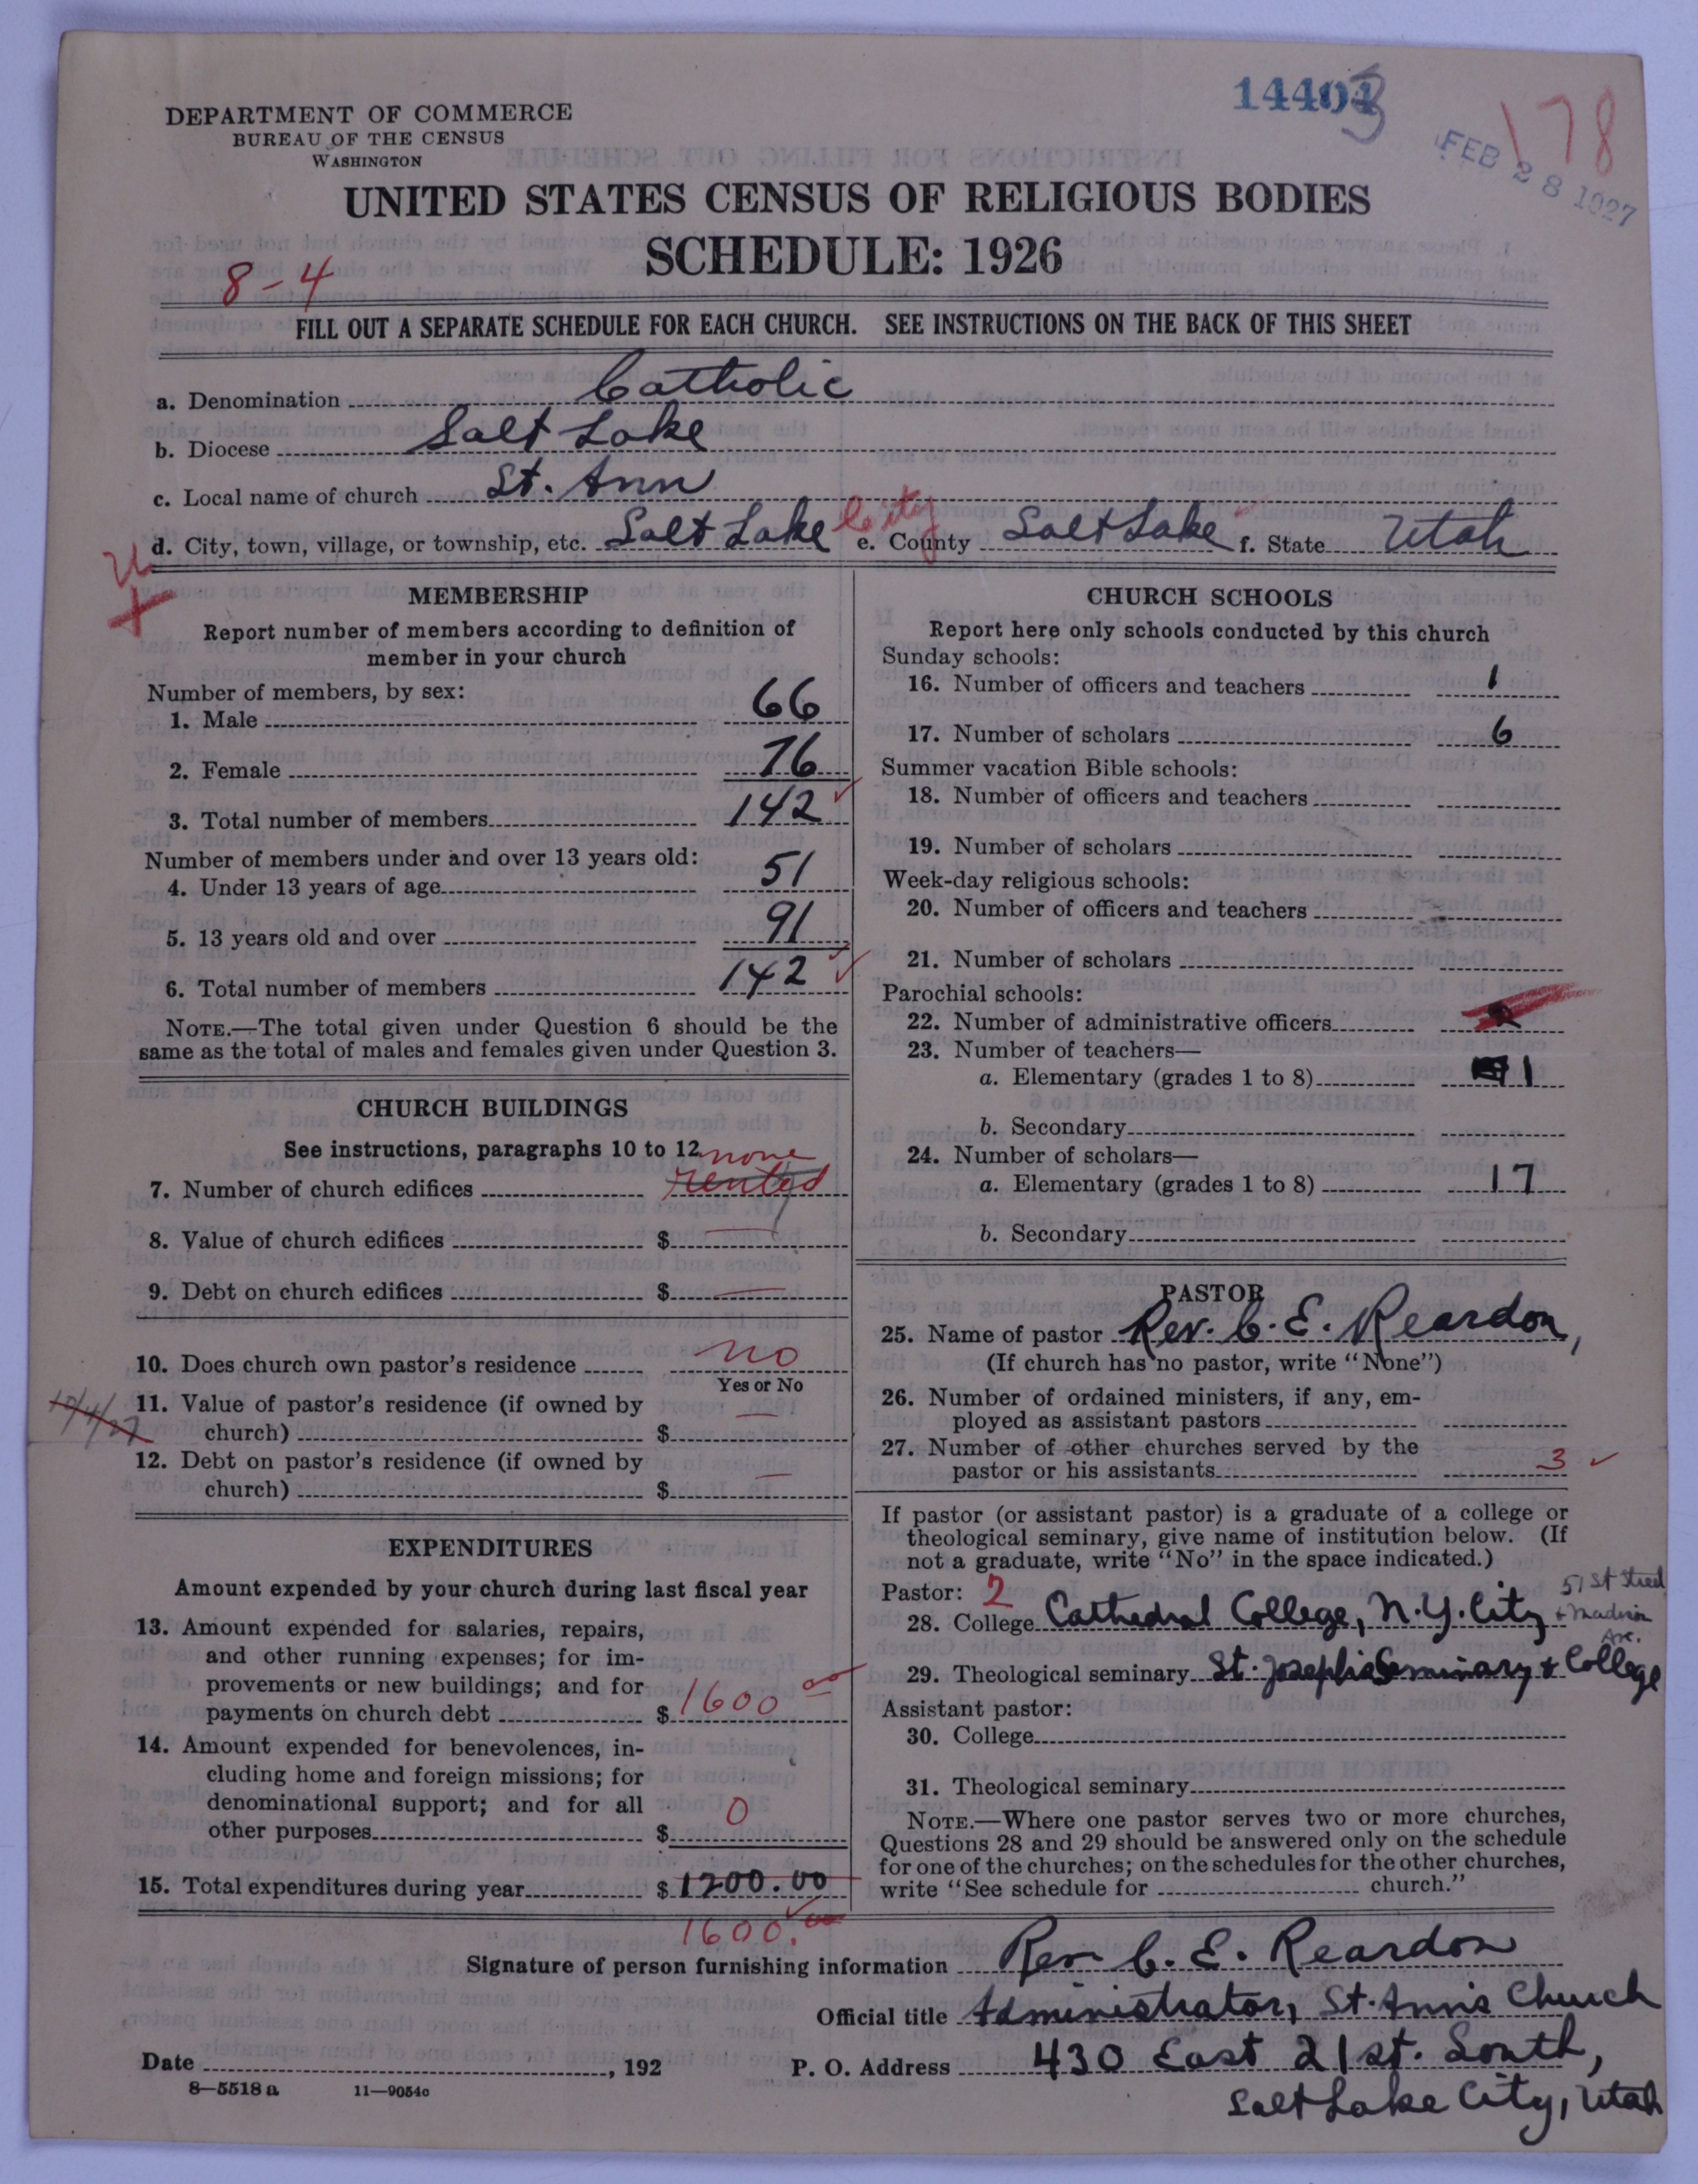 14403
178
FEB 28 1927
DEPARTMENT OF COMMERCE
BUREAU OF THE CENSUS
WASHINGTON
UNITED STATES CENSUS OF RELIGIOUS BODIES
SCHEDULE: 1926
8-4
FILL OUT A SEPARATE SCHEDULE FOR EACH CHURCH. SEE INSTRUCTIONS ON THE BACK OF THIS SHEET
a. Denomination Catholic
b. Diocese Salt Lake
c. Local name of church St. Ann
d. City, town, village, or township, etc. Salt Lake City e. County Salt Lake f. State Utah
U
MEMBERSHIP
Report number of members according to definition of
member in your church
Number of members, by sex:
1. Male 66
2. Female 76
3. Total number of members 142
Number of members under and over 13 years old:
4. Under 13 years of age 51
5. 13 years old and over 91
6. Total number of members 142
NOTE.—The total given under Question 6 should be the
same as the total of males and females given under Question 3.
CHURCH BUILDINGS
See instructions, paragraphs 10 to 12
none
7. Number of church edifices rented
8. Value of church edifices $ —
9. Debt on church edifices $ —
10. Does church own pastor's residence no
Yes or No
11. Value of pastor's residence (if owned by
church) $ —
12. Debt on pastor's residence (if owned by
church) $ —
10/4/27
EXPENDITURES
Amount expended by your church during last fiscal year
13. Amount expended for salaries, repairs,
and other running expenses; for im-
provements or new buildings; and for
payments on church debt $ 1600 00
14. Amount expended for benevolences, in-
cluding home and foreign missions; for
denominational support; and for all
other purposes $ 0
15. Total expenditures during year $ 1200.00
1600.00
CHURCH SCHOOLS
Report here only schools conducted by this church
Sunday schools:
16. Number of officers and teachers 1
17. Number of scholars 6
Summer vacation Bible schools:
18. Number of officers and teachers
19. Number of scholars
Week-day religious schools:
20. Number of officers and teachers
21. Number of scholars
Parochial schools:
22. Number of administrative officers
23. Number of teachers—
a. Elementary (grades 1 to 8) 1
b. Secondary
24. Number of scholars—
a. Elementary (grades 1 to 8) 17
b. Secondary
PASTOR
25. Name of pastor Rev. C. E. Reardon,
(If church has no pastor, write "None")
26. Number of ordained ministers, if any, em-
ployed as assistant pastors
27. Number of other churches served by the
pastor or his assistants 3
If pastor (or assistant pastor) is a graduate of a college or
theological seminary, give name of institution below. (If
not a graduate, write "No" in the space indicated.)
Pastor: 2
28. College Cathedral College, N.Y. City
51st Street
+ Madison
Ave.
29. Theological seminary St. Joseph's Seminary + College
Assistant pastor:
30. College
31. Theological seminary
NOTE.—Where one pastor serves two or more churches,
Questions 28 and 29 should be answered only on the schedule
for one of the churches; on the schedules for the other churches,
write "See schedule for church."
Signature of person furnishing information Rev. C. E. Reardon
Official title Administrator, St. Ann's Church
Date , 192 P. O. Address 430 East 21st. South,
Salt Lake City, Utah
8—5518 a 11—9054o